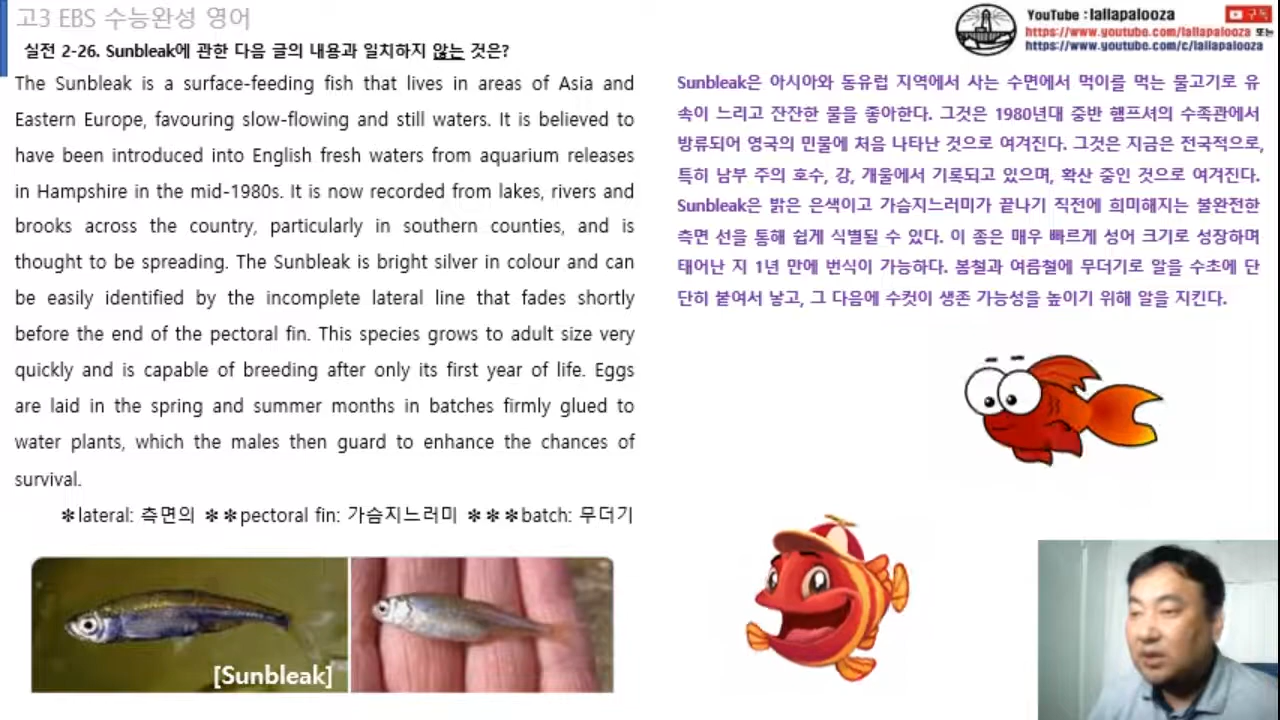 고3 EBS 수능완성 영어
실전 2-26. Sunbleak에 관한 다음 글의 내용과 일치하지 않는 것은?
The Sunbleak is a surface-feeding fish that lives in areas of Asia and
Eastern Europe, favouring slow-flowing and still waters. It is believed to
have been introduced into English fresh waters from aquarium releases
in Hampshire in the mid-1980s. It is now recorded from lakes, rivers and
brooks across the country, particularly in southern counties, and is
thought to be spreading. The Sunbleak is bright silver in colour and can
be easily identified by the incomplete lateral line that fades shortly
before the end of the pectoral fin. This species grows to adult size very
quickly and is capable of breeding after only its first year of life. Eggs
are laid in the spring and summer months in batches firmly glued to
water plants, which the males then guard to enhance the chances of
survival.
✻lateral: 측면의 ✻✻pectoral fin: 가슴지느러미 ✻✻✻batch: 무더기
[Sunbleak]
YouTube : lallapalooza
구독
https://www.youtube.com/lallapalooza 또는
https://www.youtube.com/c/lallapalooza
Sunbleak은 아시아와 동유럽 지역에서 사는 수면에서 먹이를 먹는 물고기로 유
속이 느리고 잔잔한 물을 좋아한다. 그것은 1980년대 중반 햄프셔의 수족관에서
방류되어 영국의 민물에 처음 나타난 것으로 여겨진다. 그것은 지금은 전국적으로,
특히 남부 주의 호수, 강, 개울에서 기록되고 있으며, 확산 중인 것으로 여겨진다.
Sunbleak은 밝은 은색이고 가슴지느러미가 끝나기 직전에 희미해지는 불완전한
측면 선을 통해 쉽게 식별될 수 있다. 이 종은 매우 빠르게 성어 크기로 성장하며
태어난 지 1년 만에 번식이 가능하다. 봄철과 여름철에 무더기로 알을 수초에 단
단히 붙여서 낳고, 그 다음에 수컷이 생존 가능성을 높이기 위해 알을 지킨다.